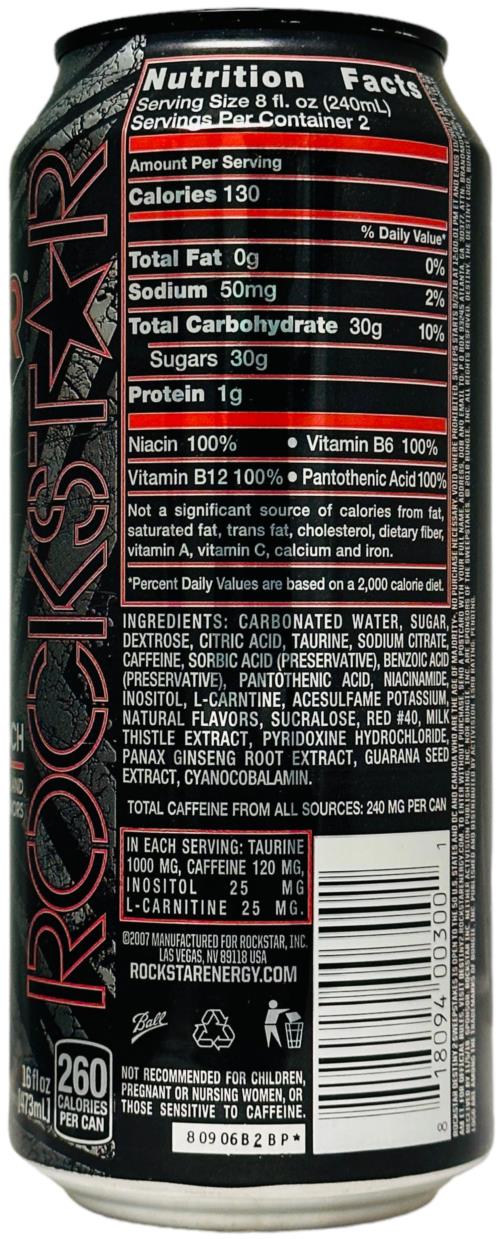 ROCKSTAR
Nutrition Facts
Serving Size 8 fl. oz (240mL)
Servings Per Container 2
Amount Per Serving
Calories 130
% Daily Value*
Total Fat 0g 0%
Sodium 50mg 2%
Total Carbohydrate 30g 10%
Sugars 30g
Protein 1g
Niacin 100% • Vitamin B6 100%
Vitamin B12 100% • Pantothenic Acid 100%
Not a significant source of calories from fat,
saturated fat, trans fat, cholesterol, dietary fiber,
vitamin A, vitamin C, calcium and iron.
*Percent Daily Values are based on a 2,000 calorie diet.
INGREDIENTS: CARBONATED WATER, SUGAR,
DEXTROSE, CITRIC ACID, TAURINE, SODIUM CITRATE,
CAFFEINE, SORBIC ACID (PRESERVATIVE), BENZOIC ACID
(PRESERVATIVE), PANTOTHENIC ACID, NIACINAMIDE,
INOSITOL, L-CARNTINE, ACESULFAME POTASSIUM,
NATURAL FLAVORS, SUCRALOSE, RED #40, MILK
THISTLE EXTRACT, PYRIDOXINE HYDROCHLORIDE,
PANAX GINSENG ROOT EXTRACT, GUARANA SEED
EXTRACT, CYANOCOBALAMIN.
TOTAL CAFFEINE FROM ALL SOURCES: 240 MG PER CAN
IN EACH SERVING: TAURINE
1000 MG, CAFFEINE 120 MG,
INOSITOL 25 MG
L-CARNITINE 25 MG.
©2007 MANUFACTURED FOR ROCKSTAR, INC.
LAS VEGAS, NV 89118 USA
ROCKSTARENERGY.COM
Ball
16 fl oz
(473mL)
260
CALORIES
PER CAN
NOT RECOMMENDED FOR CHILDREN,
PREGNANT OR NURSING WOMEN, OR
THOSE SENSITIVE TO CAFFEINE.
80906B2BP*
8 18094 00300 1